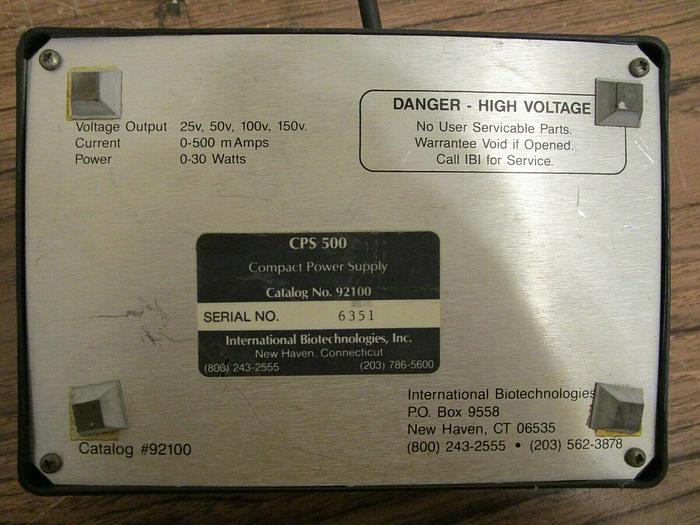 Voltage Output 25v, 50v, 100v, 150v.
Current 0-500 mAmps
Power 0-30 Watts
DANGER - HIGH VOLTAGE
No User Servicable Parts.
Warrantee Void if Opened.
Call IBI for Service.
CPS 500
Compact Power Supply
Catalog No. 92100
SERIAL NO. 6351
International Biotechnologies, Inc.
New Haven, Connecticut
(800) 243-2555 (203) 786-5600
Catalog #92100
International Biotechnologies
P.O. Box 9558
New Haven, CT 06535
(800) 243-2555 • (203) 562-3878